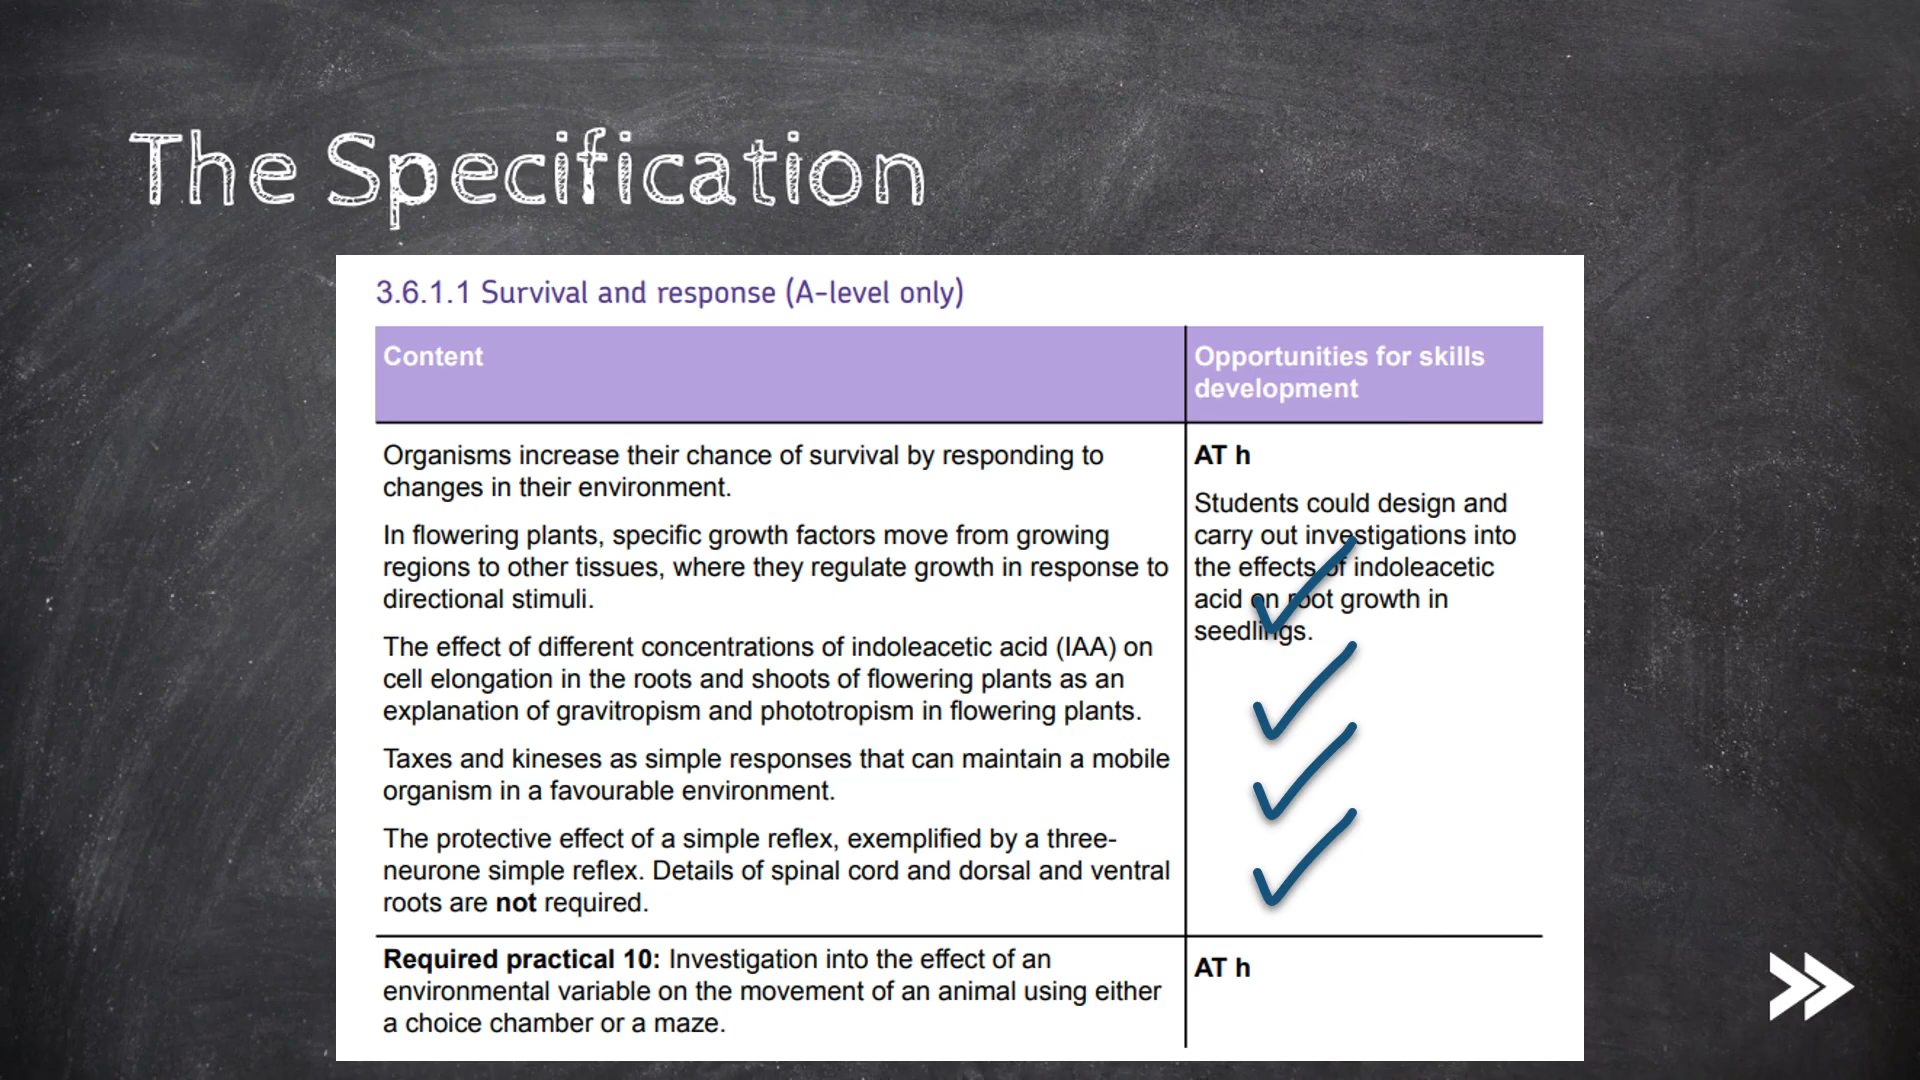 The Specification
3.6.1.1 Survival and response (A-level only)
Content
Opportunities for skills
development
Organisms increase their chance of survival by responding to
changes in their environment.
In flowering plants, specific growth factors move from growing
regions to other tissues, where they regulate growth in response to
directional stimuli.
The effect of different concentrations of indoleacetic acid (IAA) on
cell elongation in the roots and shoots of flowering plants as an
explanation of gravitropism and phototropism in flowering plants.
Taxes and kineses as simple responses that can maintain a mobile
organism in a favourable environment.
The protective effect of a simple reflex, exemplified by a three-
neurone simple reflex. Details of spinal cord and dorsal and ventral
roots are not required.
AT h
Students could design and
carry out investigations into
the effects of indoleacetic
acid on root growth in
seedlings.
Required practical 10: Investigation into the effect of an
environmental variable on the movement of an animal using either
a choice chamber or a maze.
AT h